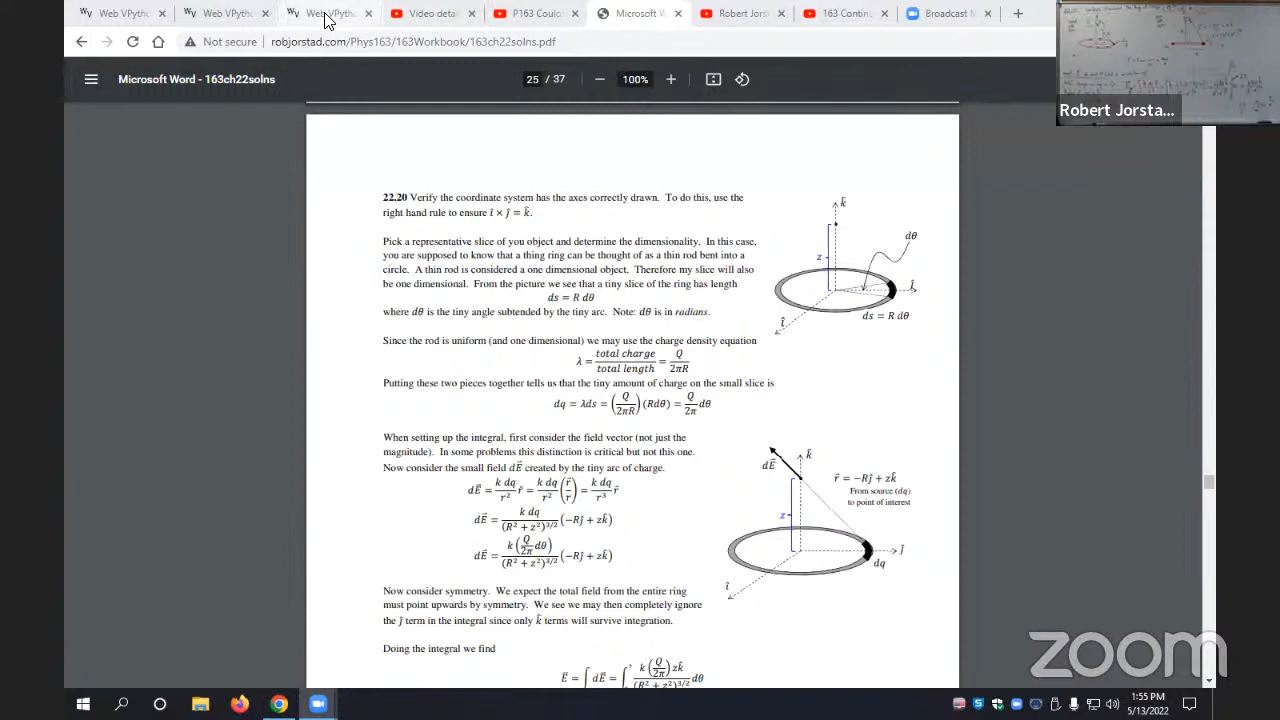 Web VPytho
Web VPytho
Web VPytho
Video detai
P163 Coulo
Microsoft W
Robert Jors
163 Contin
Broadcast M
Not secure
robjorstad.com/Phys163/163Workbook/163ch22solns.pdf
Microsoft Word - 163ch22solns
25 / 37
100%
Robert Jorsta...
22.20 Verify the coordinate system has the axes correctly drawn. To do this, use the
right hand rule to ensure î × ĵ = k̂.
Pick a representative slice of you object and determine the dimensionality. In this case,
you are supposed to know that a thing ring can be thought of as a thin rod bent into a
circle. A thin rod is considered a one dimensional object. Therefore my slice will also
be one dimensional. From the picture we see that a tiny slice of the ring has length
ds = R dθ
where dθ is the tiny angle subtended by the tiny arc. Note: dθ is in radians.
k̂
dθ
z
ĵ
î
ds = R dθ
Since the rod is uniform (and one dimensional) we may use the charge density equation
λ = total charge / total length = Q / 2πR
Putting these two pieces together tells us that the tiny amount of charge on the small slice is
dq = λds = (Q / 2πR) (Rdθ) = Q / 2π dθ
When setting up the integral, first consider the field vector (not just the
magnitude). In some problems this distinction is critical but not this one.
Now consider the small field dE⃗ created by the tiny arc of charge.
dE⃗ = k dq / r² r̂ = k dq / r² (r⃗ / r) = k dq / r³ r⃗
dE⃗ = k dq / (R² + z²)^3/2 (−Rĵ + zk̂)
dE⃗ = k (Q / 2π dθ) / (R² + z²)^3/2 (−Rĵ + zk̂)
dE⃗
k̂
r⃗ = −Rĵ + zk̂
From source (dq)
to point of interest
z
ĵ
dq
î
Now consider symmetry. We expect the total field from the entire ring
must point upwards by symmetry. We see we may then completely ignore
the ĵ term in the integral since only k̂ terms will survive integration.
Doing the integral we find
E⃗ = ∫ dE⃗ = ∫ k (Q / 2π) zk̂ / (R² + z²)^3/2 dθ
zoom
1:55 PM
5/13/2022